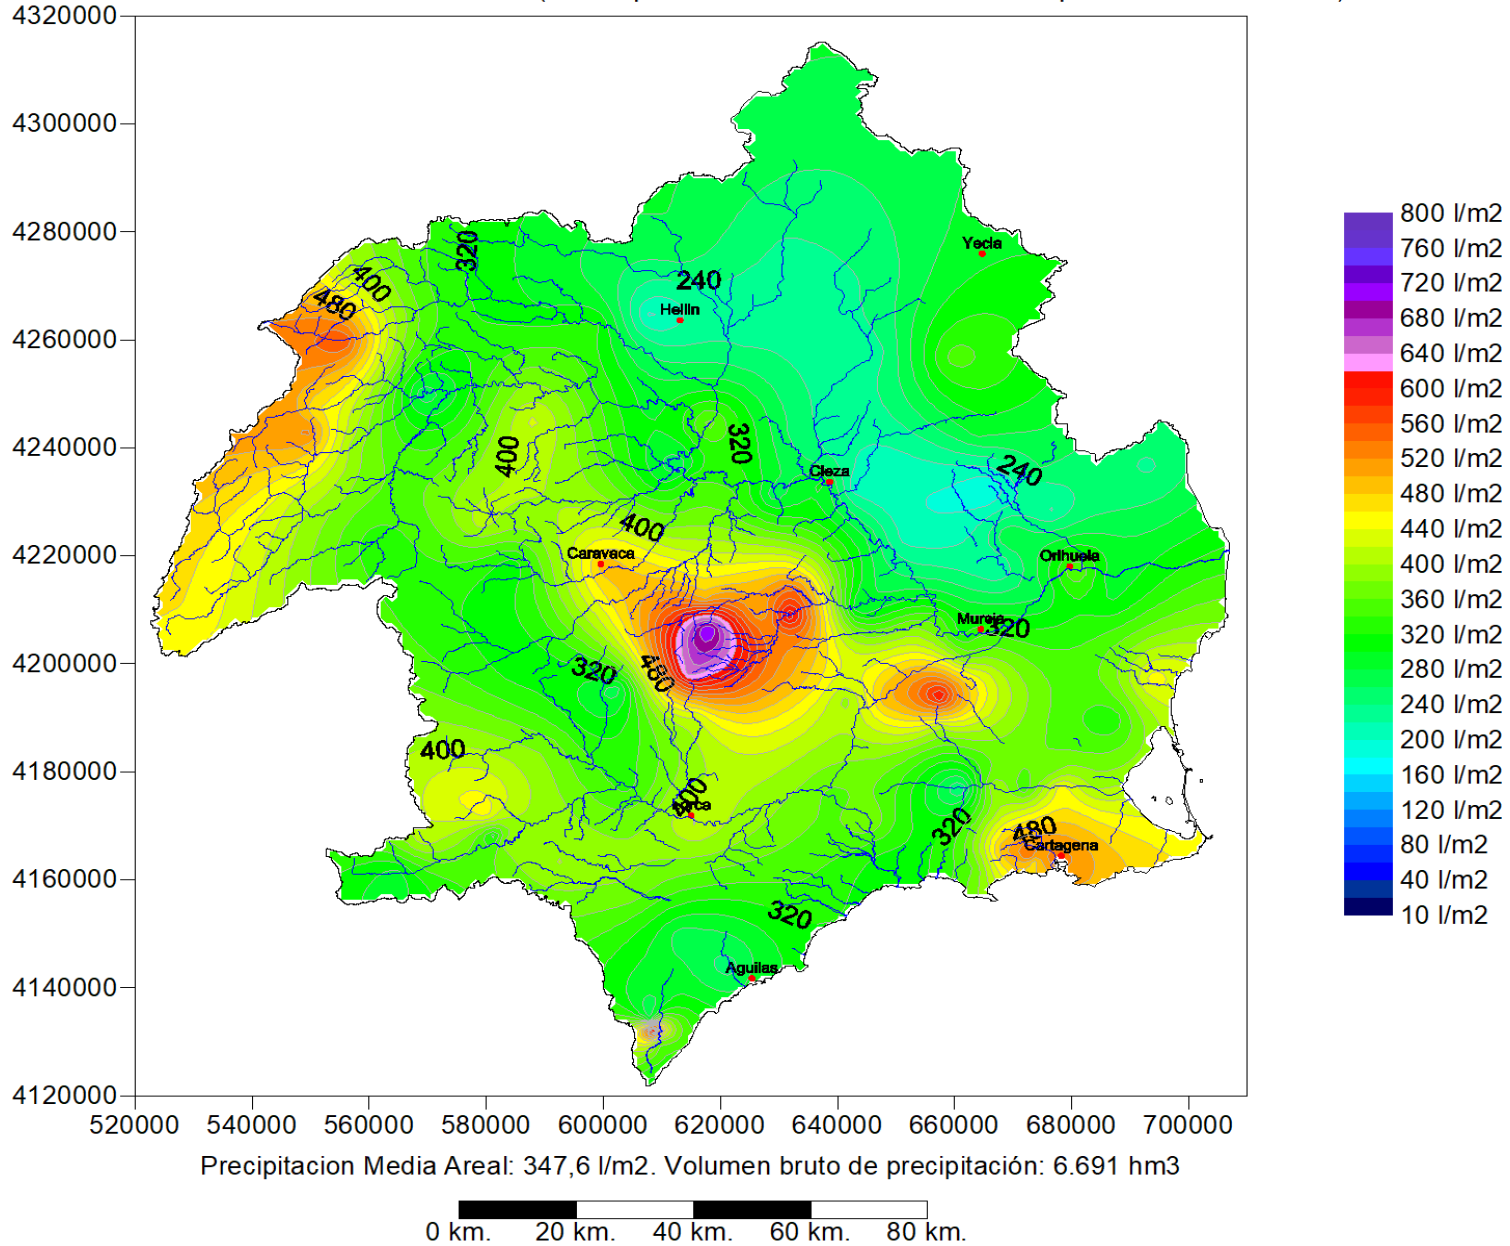 4320000
4300000
4280000
4260000
4240000
4220000
4200000
4180000
4160000
4140000
4120000
520000 540000 560000 580000 600000 620000 640000 660000 680000 700000
320
400
480
240
Yecla
Hellin
400
320
Cieza
240
400
Caravaca
Orihuela
Murcia
320
480
320
400
400
Lorca
320
480
Cartagena
320
Aguilas
800 l/m2
760 l/m2
720 l/m2
680 l/m2
640 l/m2
600 l/m2
560 l/m2
520 l/m2
480 l/m2
440 l/m2
400 l/m2
360 l/m2
320 l/m2
280 l/m2
240 l/m2
200 l/m2
160 l/m2
120 l/m2
80 l/m2
40 l/m2
10 l/m2
Precipitacion Media Areal: 347,6 l/m2. Volumen bruto de precipitación: 6.691 hm3
0 km. 20 km. 40 km. 60 km. 80 km.